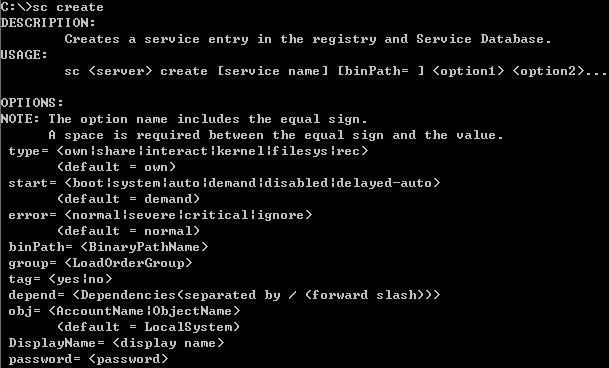 C:\>sc create
DESCRIPTION:
        Creates a service entry in the registry and Service Database.
USAGE:
        sc <server> create [service name] [binPath= ] <option1> <option2>...

OPTIONS:
NOTE: The option name includes the equal sign.
      A space is required between the equal sign and the value.
 type= <own|share|interact|kernel|filesys|rec>
       (default = own)
 start= <boot|system|auto|demand|disabled|delayed-auto>
       (default = demand)
 error= <normal|severe|critical|ignore>
       (default = normal)
 binPath= <BinaryPathName>
 group= <LoadOrderGroup>
 tag= <yes|no>
 depend= <Dependencies(separated by / (forward slash))>
 obj= <AccountName|ObjectName>
       (default = LocalSystem)
 DisplayName= <display name>
 password= <password>